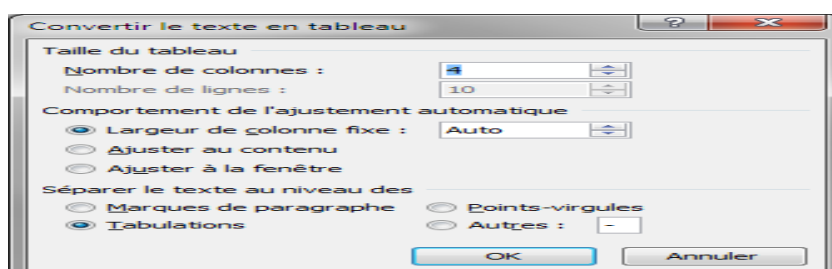 Convertir le texte en tableau
Taille du tableau
Nombre de colonnes : 4
Nombre de lignes : 10
Comportement de l'ajustement automatique
Largeur de colonne fixe : Auto
Ajuster au contenu
Ajuster à la fenêtre
Séparer le texte au niveau des
Marques de paragraphe Points-virgules
Tabulations Autres : -
OK Annuler